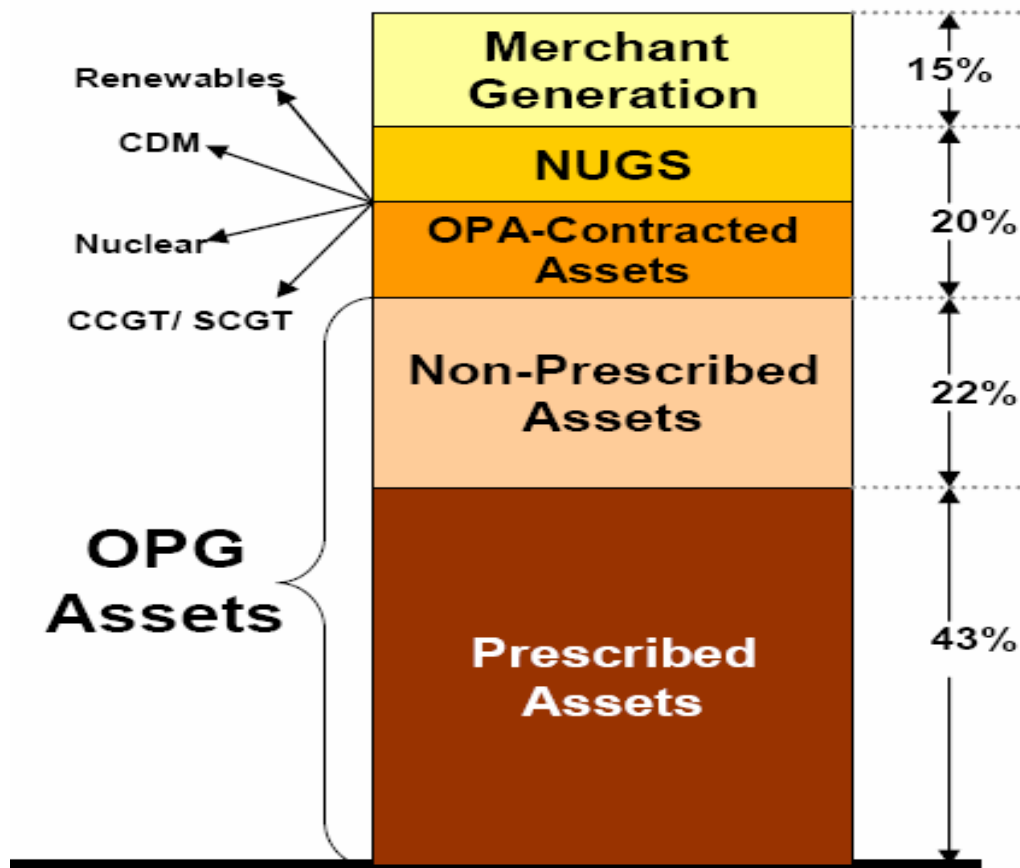 Merchant
Generation
15%
Renewables
CDM
NUGS
Nuclear
OPA-Contracted
Assets
20%
CCGT/ SCGT
Non-Prescribed
Assets
22%
OPG
Assets
Prescribed
Assets
43%